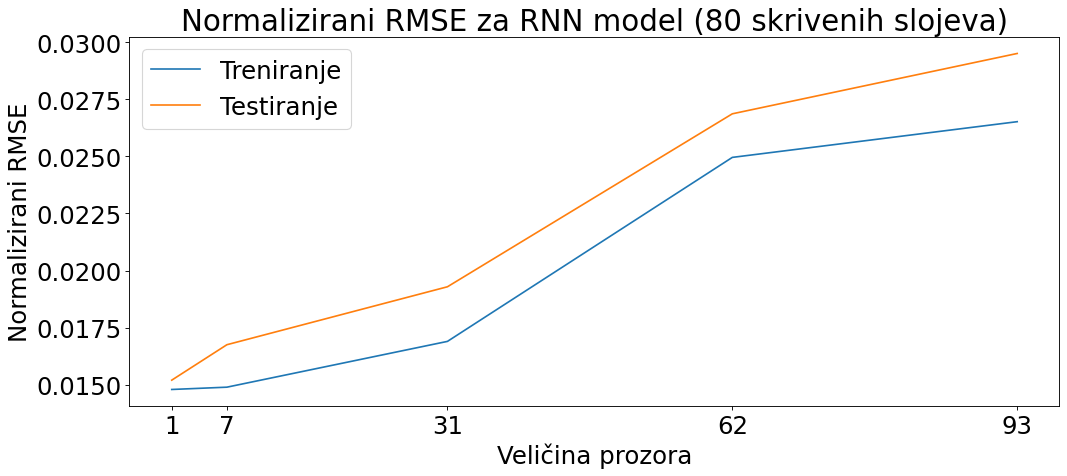 Normalizirani RMSE za RNN model (80 skrivenih slojeva)
Normalizirani RMSE
0.0300
0.0275
0.0250
0.0225
0.0200
0.0175
0.0150
Treniranje
Testiranje
1 7 31 62 93
Veličina prozora